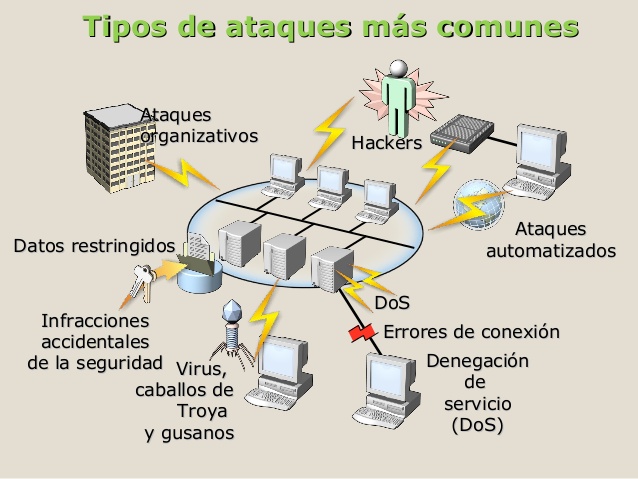 Tipos de ataques más comunes
Ataques
organizativos
Hackers
Ataques
automatizados
Datos restringidos
DoS
Errores de conexión
Infracciones
accidentales
de la seguridad
Virus,
caballos de
Troya
y gusanos
Denegación
de
servicio
(DoS)